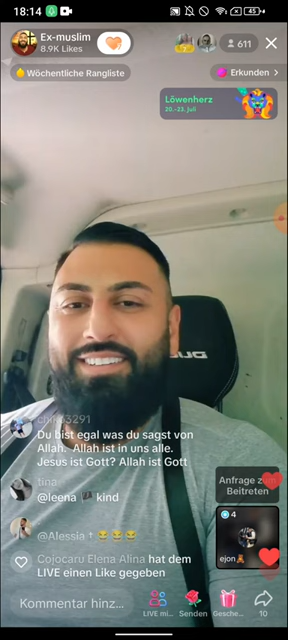 18:14
45
Ex-muslim
8.9K Likes
611
Wöchentliche Rangliste
Erkunden >
Löwenherz
20.-23. Juli
Du bist egal was du sagst von
Allah. Allah ist in uns alle.
Jesus ist Gott? Allah ist Gott
tina
@leena 🏴 kind
@Alessia ✝ 😂 😂 😂
Cojocaru Elena Alina hat dem
LIVE einen Like gegeben
Anfrage zum
Beitreten
4
ejon🧸
Kommentar hinz...
LIVE mi...
Senden
Gesche...
10